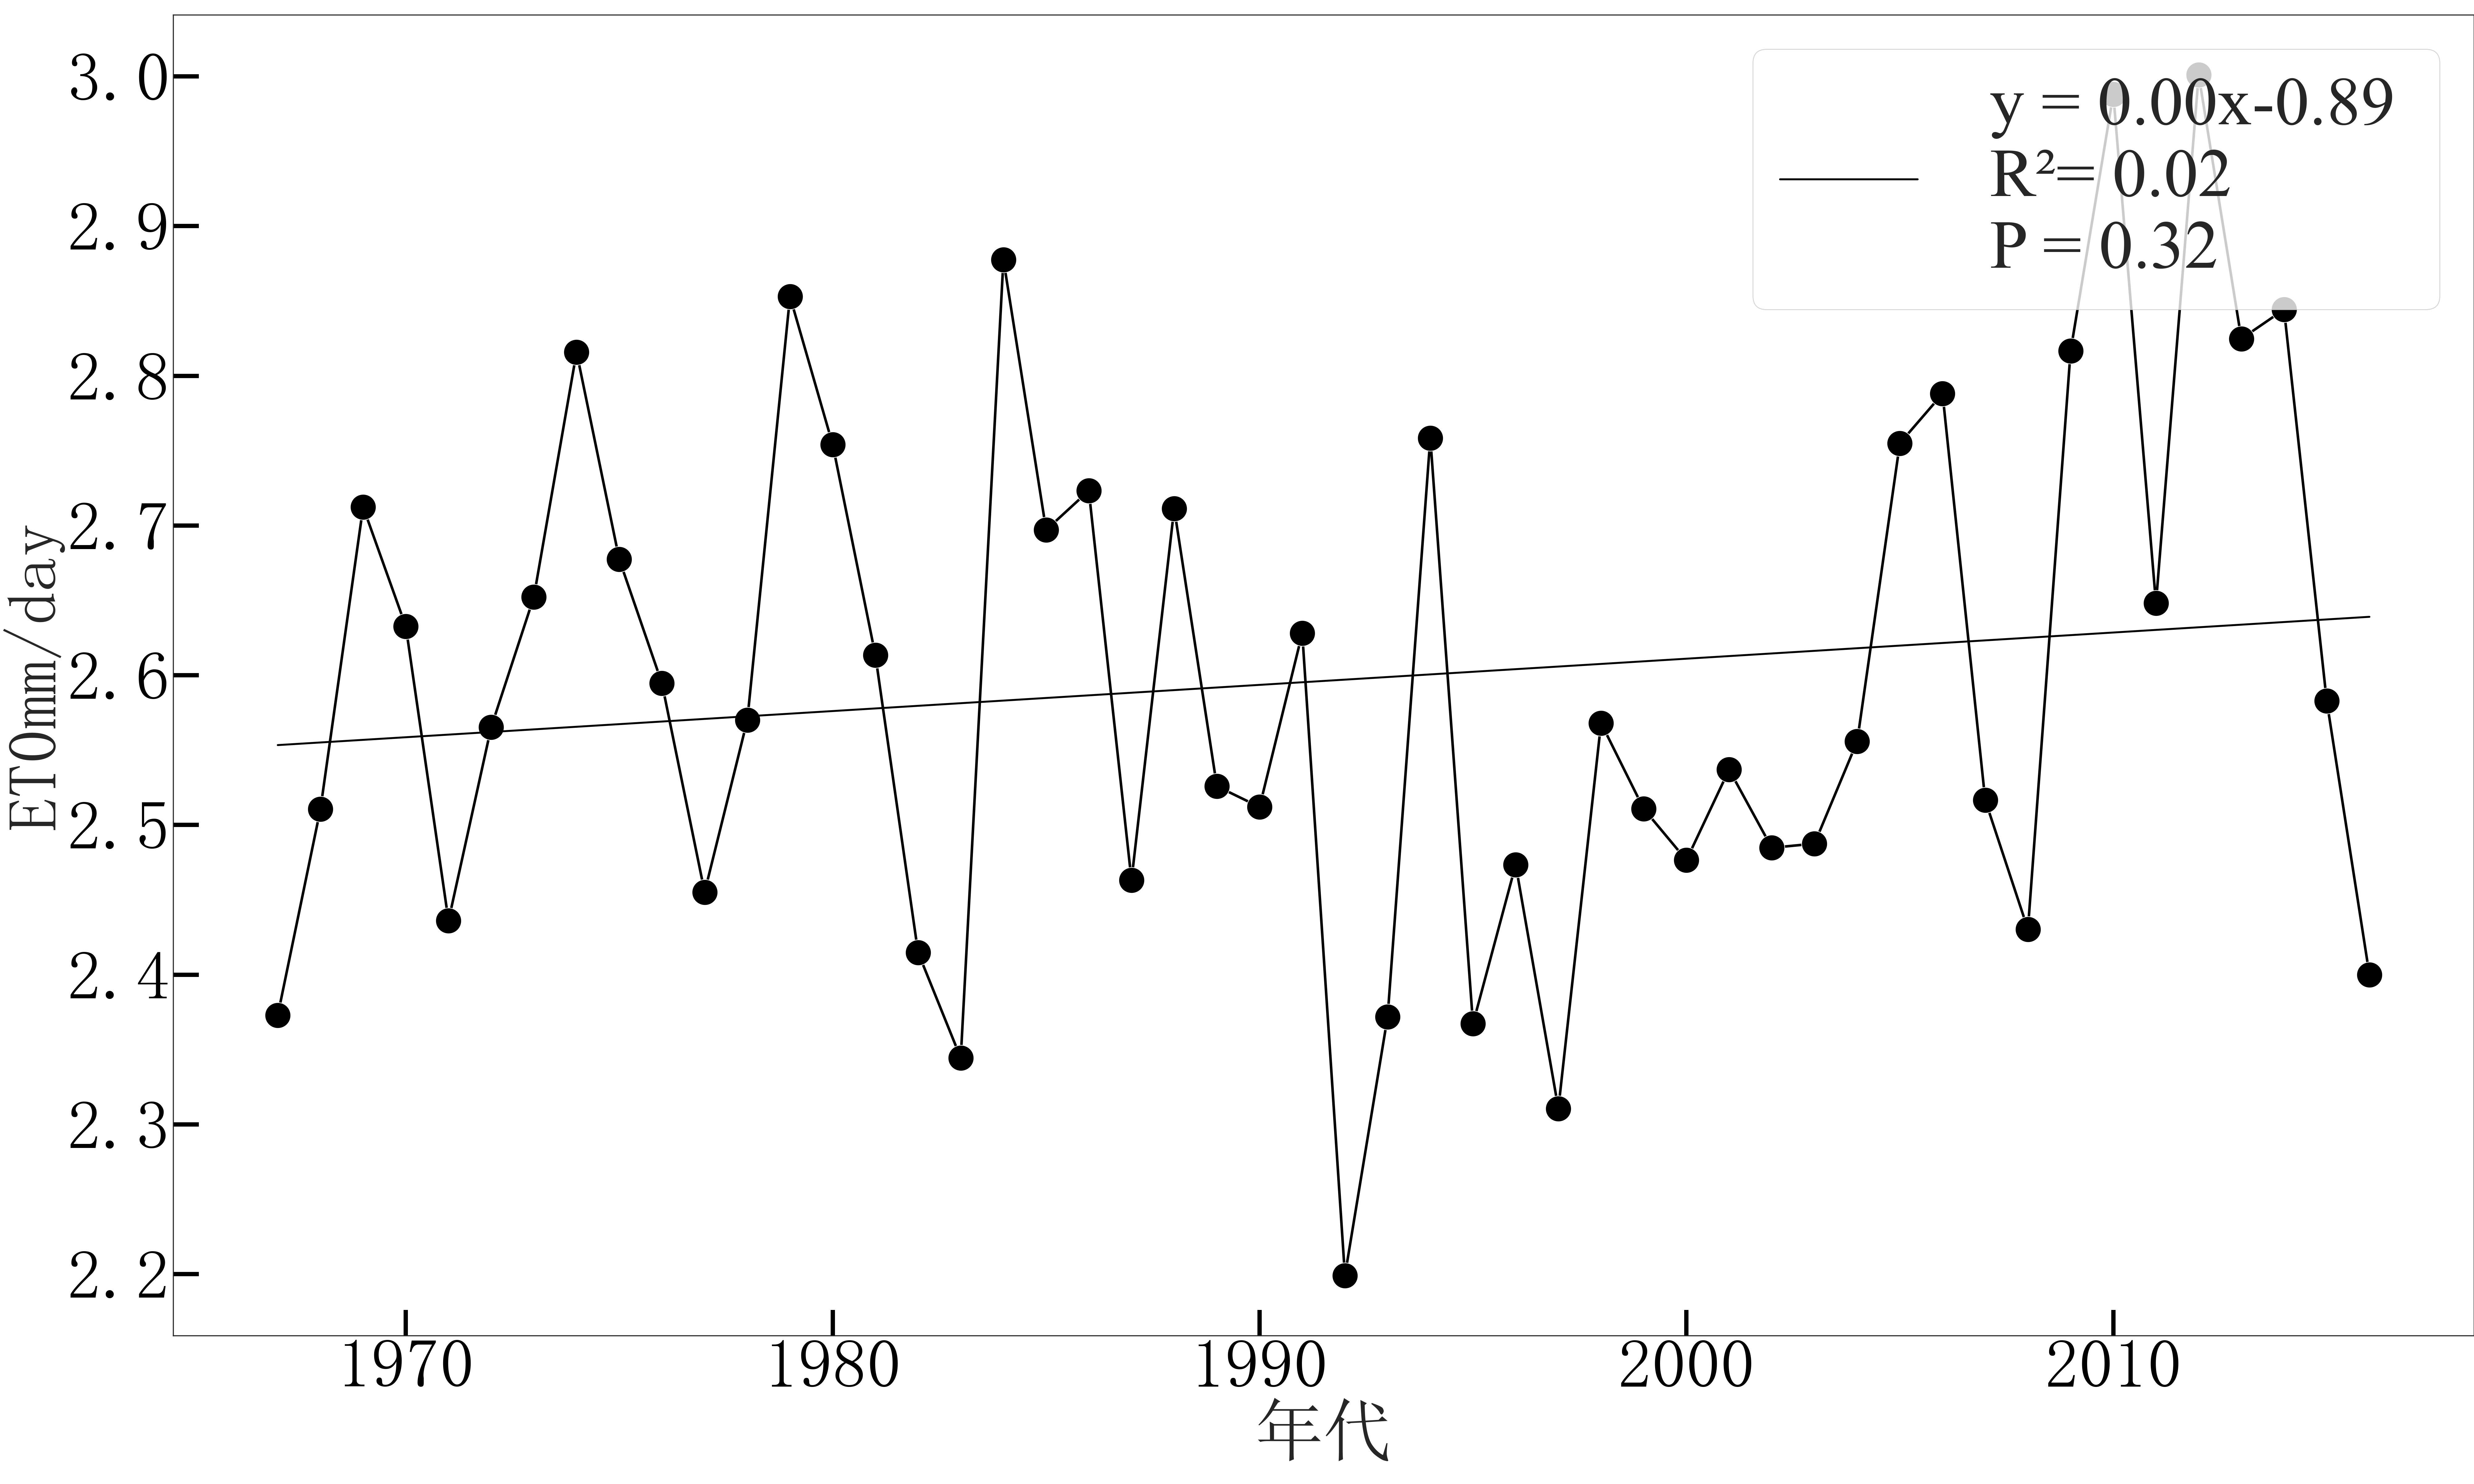 3.0
2.9
2.8
2.7
2.6
2.5
2.4
2.3
2.2
ET0mm/day
1970 1980 1990 2000 2010
年代
y = 0.00x-0.89
R²= 0.02
P = 0.32